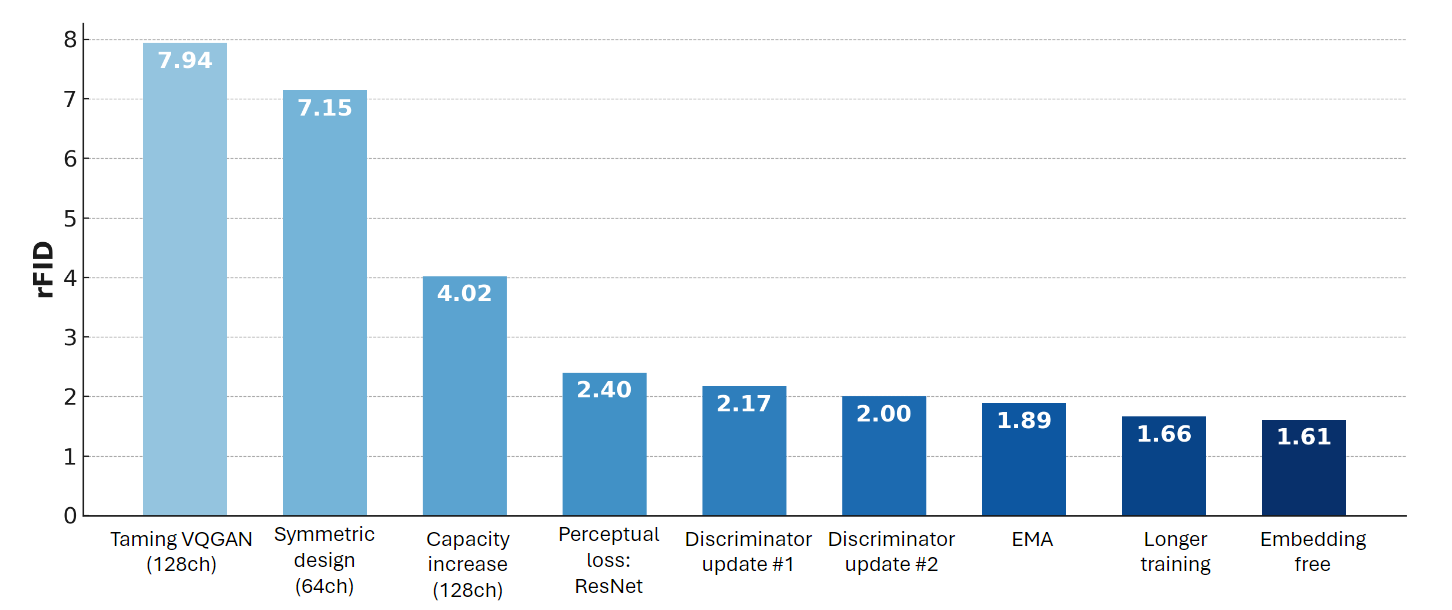 8
7
6
5
4
3
2
1
0
rFID
7.94
7.15
4.02
2.40
2.17
2.00
1.89
1.66
1.61
Taming VQGAN
(128ch)
Symmetric
design
(64ch)
Capacity
increase
(128ch)
Perceptual
loss:
ResNet
Discriminator
update #1
Discriminator
update #2
EMA
Longer
training
Embedding
free